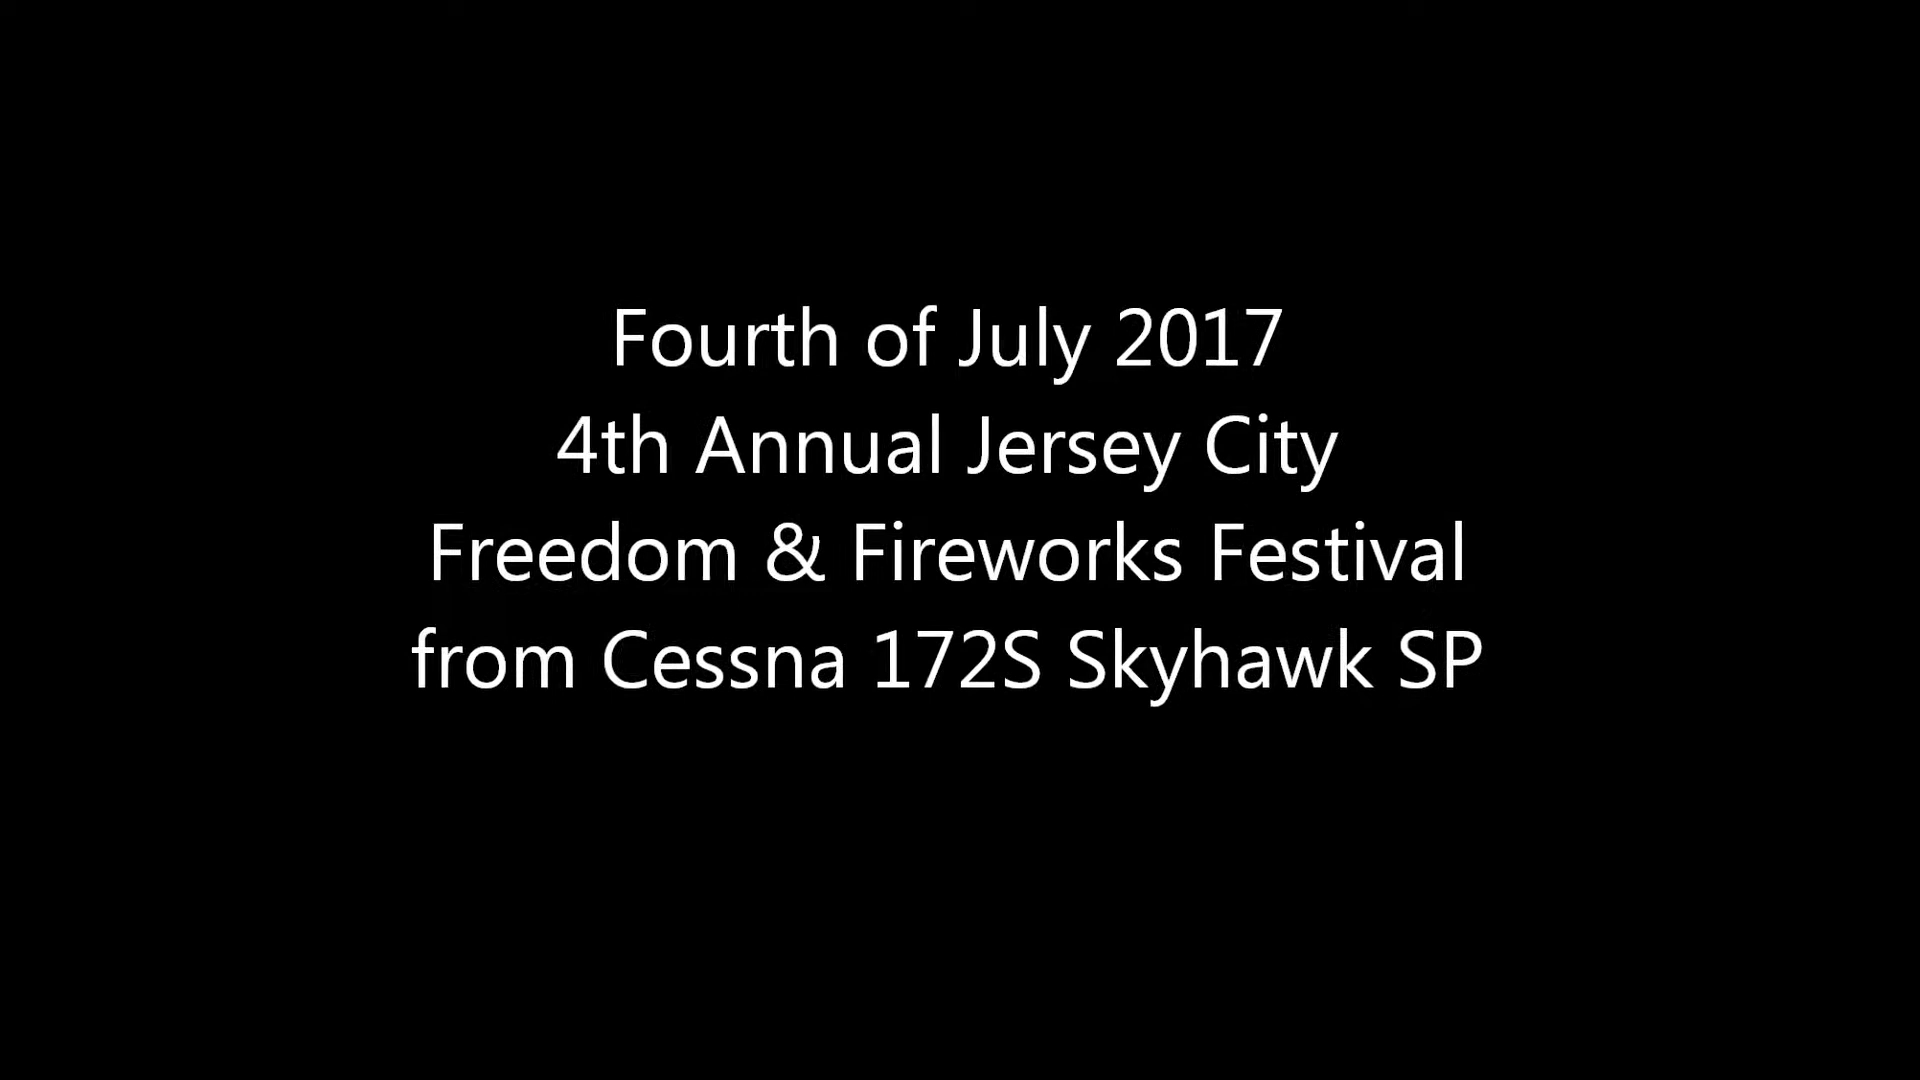 Fourth of July 2017
4th Annual Jersey City
Freedom & Fireworks Festival
from Cessna 172S Skyhawk SP